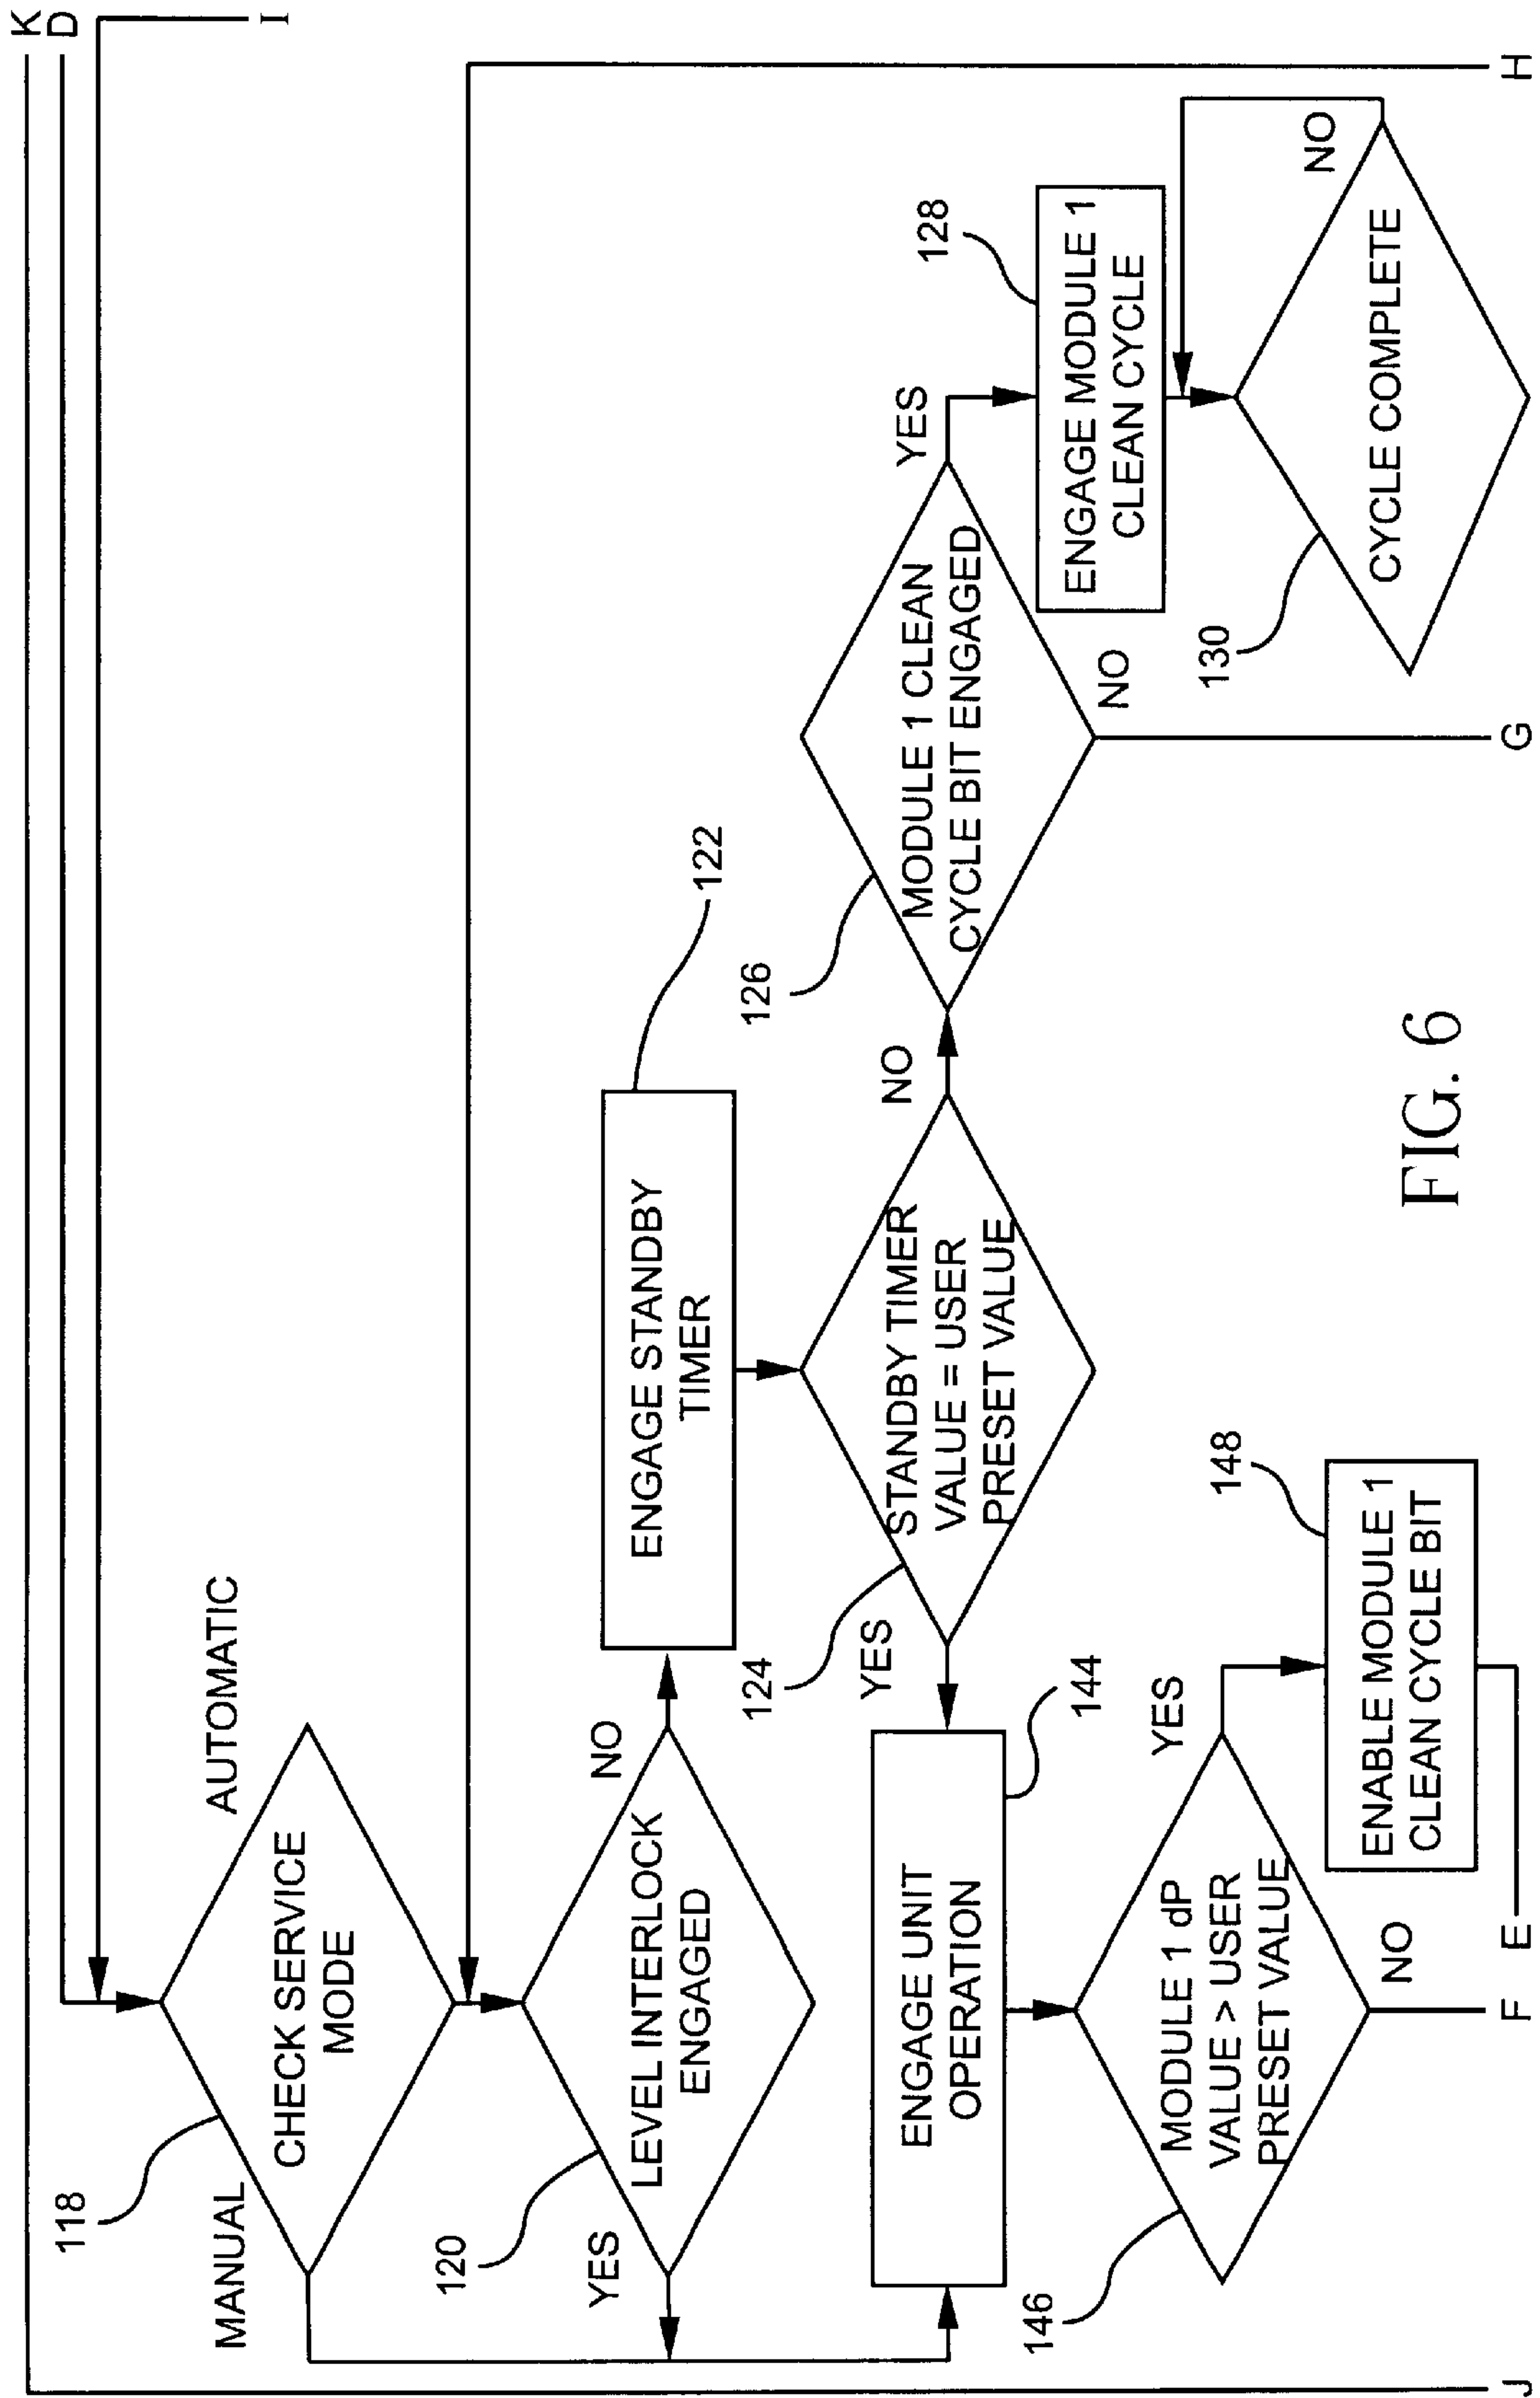 K
D
I
118
MANUAL
AUTOMATIC
CHECK SERVICE
MODE
120
YES
NO
LEVEL INTERLOCK
ENGAGED
ENGAGE STANDBY
TIMER
122
124
YES
NO
STANDBY TIMER
VALUE = USER
PRESET VALUE
126
MODULE 1 CLEAN
CYCLE BIT ENGAGED
YES
NO
128
ENGAGE MODULE 1
CLEAN CYCLE
130
CYCLE COMPLETE
NO
ENGAGE UNIT
OPERATION
144
146
MODULE 1 dP
VALUE > USER
PRESET VALUE
YES
NO
148
ENABLE MODULE 1
CLEAN CYCLE BIT
J
F
E
G
H
FIG. 6